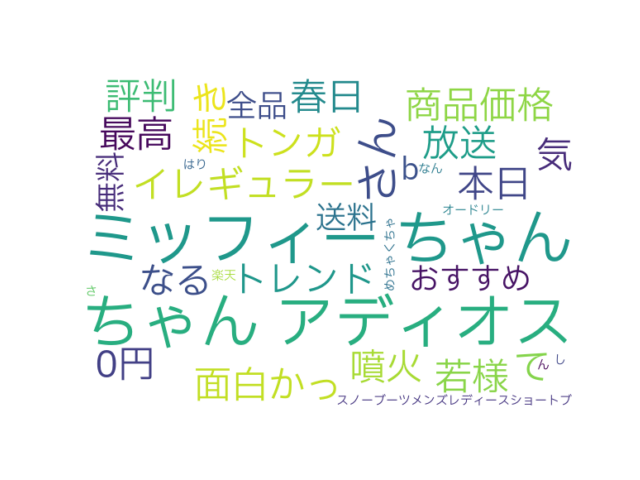 評判
続き
全品
春日
商品価格
最高
トンガ
さん
放送
気
無料
はり
イレギュラー
b
なん
本日
ミッフィー
送料
めちゃくちゃ
オードリー
ちゃん
なる
楽天
トレンド
おすすめ
さ
ちゃん
アディオス
0円
面白かっ
噴火
若様
て
ん
し
スノーブーツメンズレディースショートブ